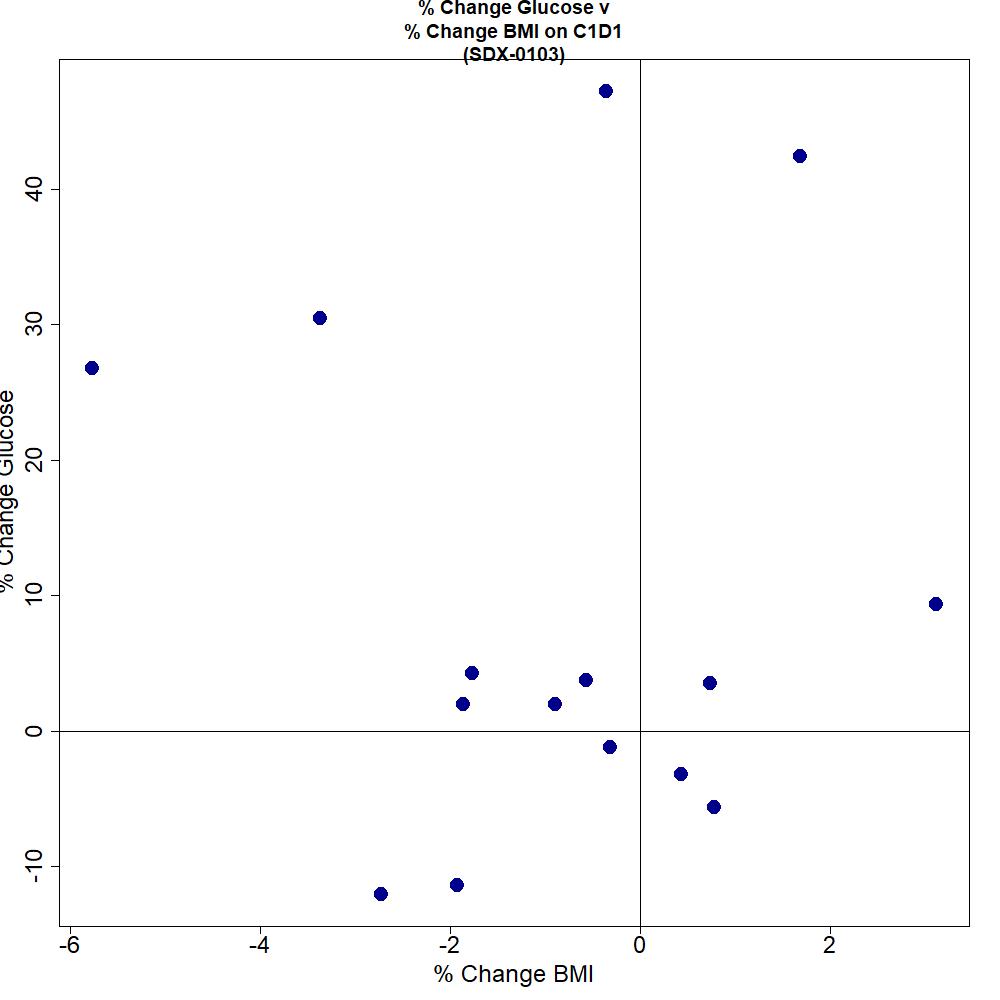 % Change Glucose v
% Change BMI on C1D1
(SDX-0103)
% Change Glucose
40
30
20
10
0
-10
-6
-4
-2
0
2
% Change BMI